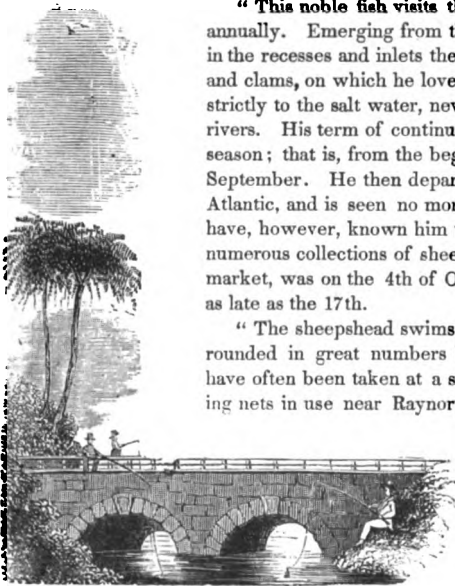 “ This noble fish visits t
annually. Emerging from t
in the recesses and inlets the
and clams, on which he love
strictly to the salt water, nev
rivers. His term of continu
season ; that is, from the beg
September. He then depar
Atlantic, and is seen no mor
have, however, known him
numerous collections of shee
market, was on the 4th of O
as late as the 17th.
“ The sheepshead swims
rounded in great numbers
have often been taken at a s
ing nets in use near Raynor